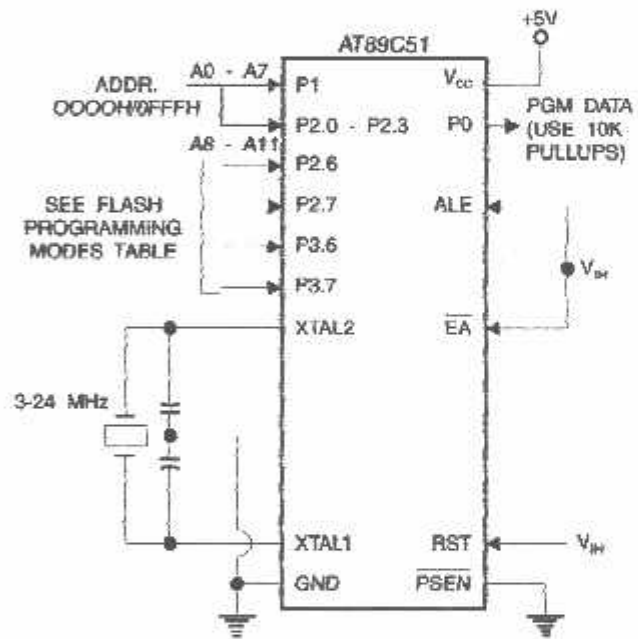 +5V
AT89C51
ADDR.
OOOOH/0FFFH
A0 - A7
P1
Vcc
P2.0 - P2.3
P0
PGM DATA
(USE 10K
PULLUPS)
A8 - A11
P2.6
SEE FLASH
PROGRAMMING
MODES TABLE
P2.7
ALE
P3.6
P3.7
VIH
XTAL2
EA
3-24 MHz
XTAL1
RST
VIH
GND
PSEN